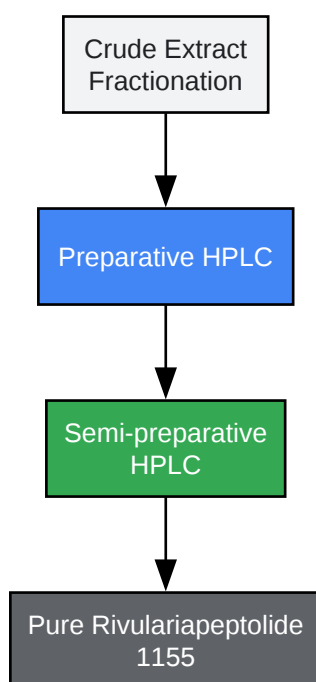 Crude Extract
Fractionation
Preparative HPLC
Semi-preparative
HPLC
Pure Rivulariapeptolide
1155